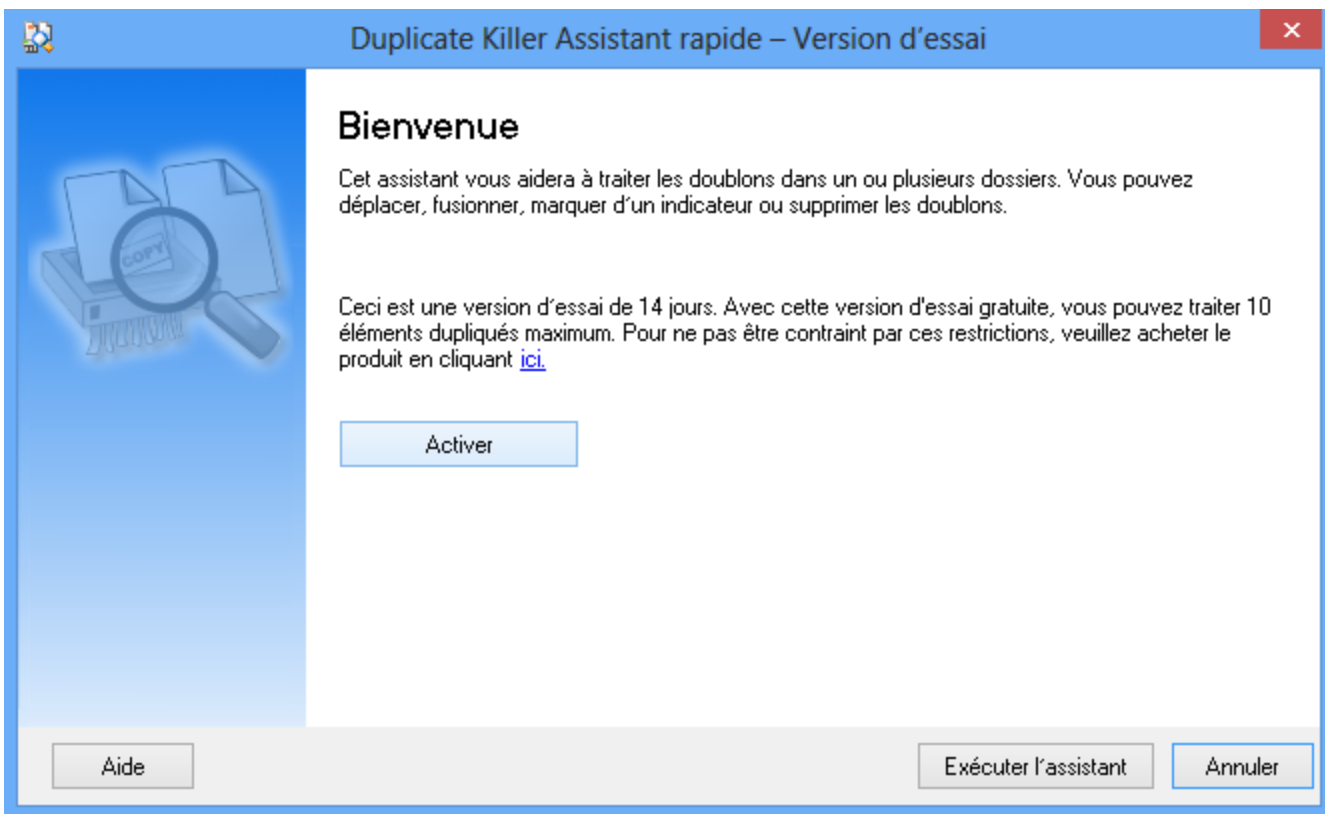 Duplicate Killer Assistant rapide – Version d'essai
Bienvenue
Cet assistant vous aidera à traiter les doublons dans un ou plusieurs dossiers. Vous pouvez
déplacer, fusionner, marquer d´un indicateur ou supprimer les doublons.
COPY
Ceci est une version d´essai de 14 jours. Avec cette version d'essai gratuite, vous pouvez traiter 10
éléments dupliqués maximum. Pour ne pas être contraint par ces restrictions, veuillez acheter le
produit en cliquant ici.
Activer
Aide
Exécuter l´assistant
Annuler